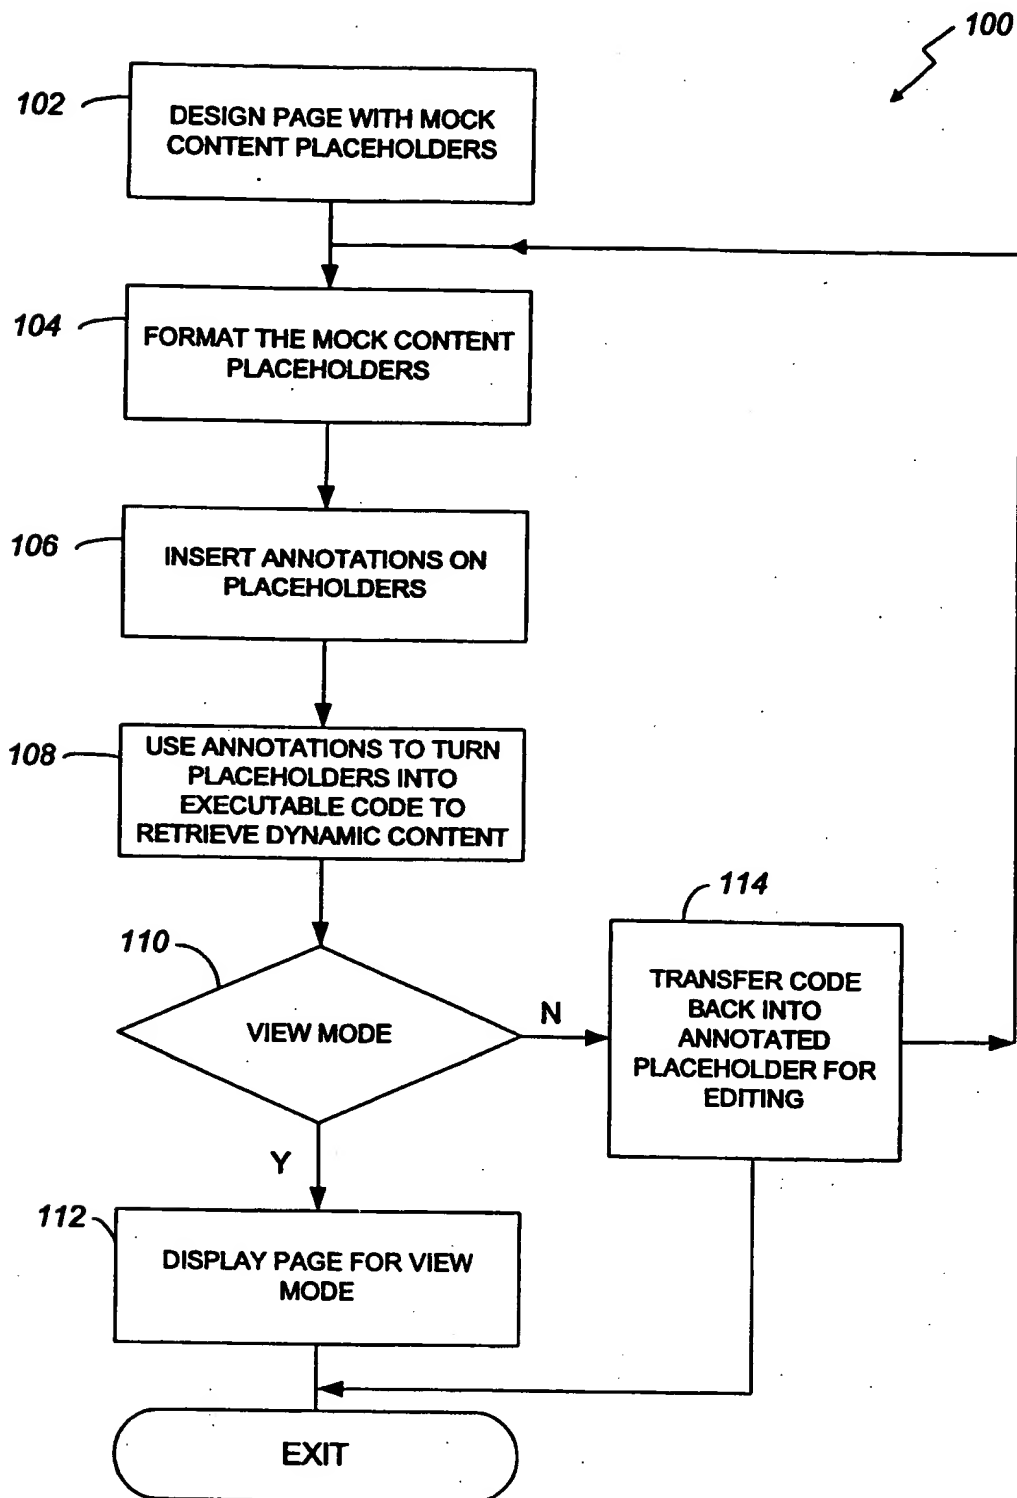 100
102
DESIGN PAGE WITH MOCK
CONTENT PLACEHOLDERS
104
FORMAT THE MOCK CONTENT
PLACEHOLDERS
106
INSERT ANNOTATIONS ON
PLACEHOLDERS
108
USE ANNOTATIONS TO TURN
PLACEHOLDERS INTO
EXECUTABLE CODE TO
RETRIEVE DYNAMIC CONTENT
110
VIEW MODE
N
114
TRANSFER CODE
BACK INTO
ANNOTATED
PLACEHOLDER FOR
EDITING
Y
112
DISPLAY PAGE FOR VIEW
MODE
EXIT